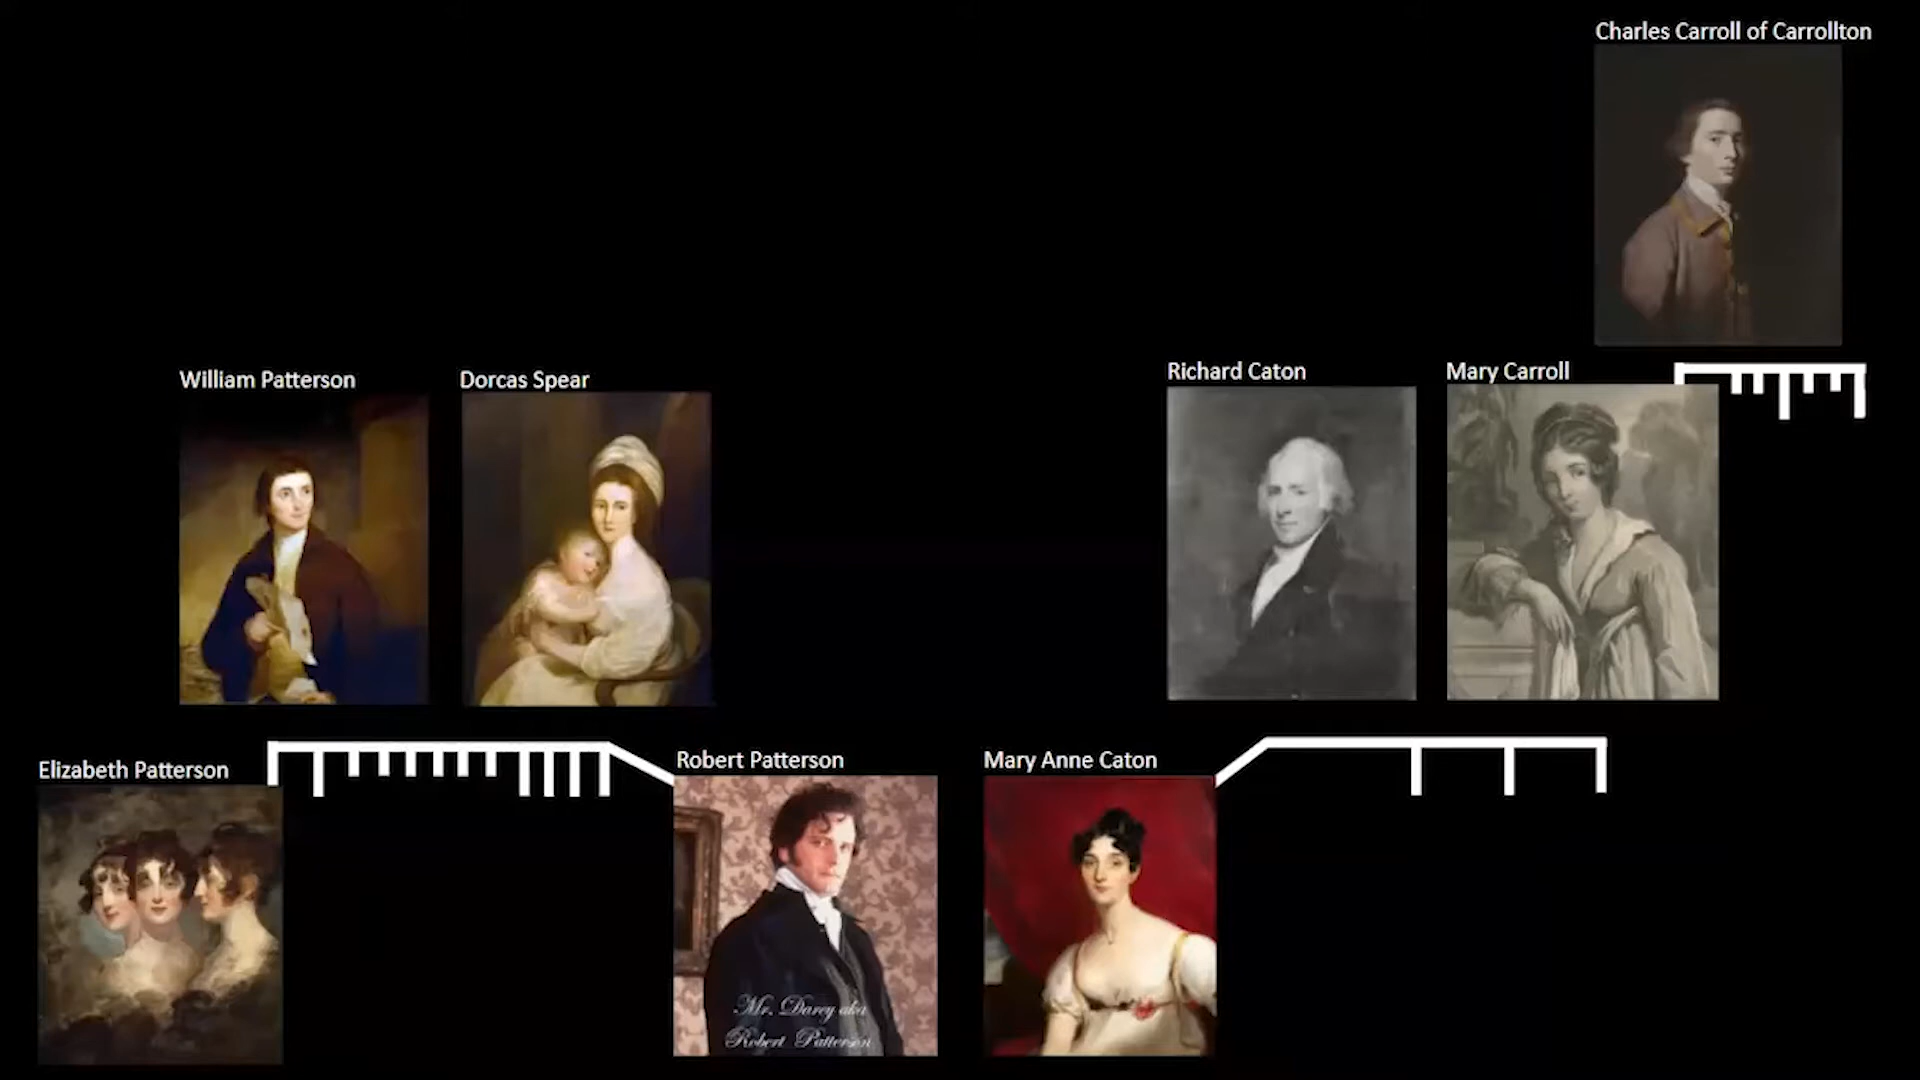 Charles Carroll of Carrollton
William Patterson
Dorcas Spear
Richard Caton
Mary Carroll
Elizabeth Patterson
Robert Patterson
Mary Anne Caton
Mr. Darcy aka
Robert Patterson